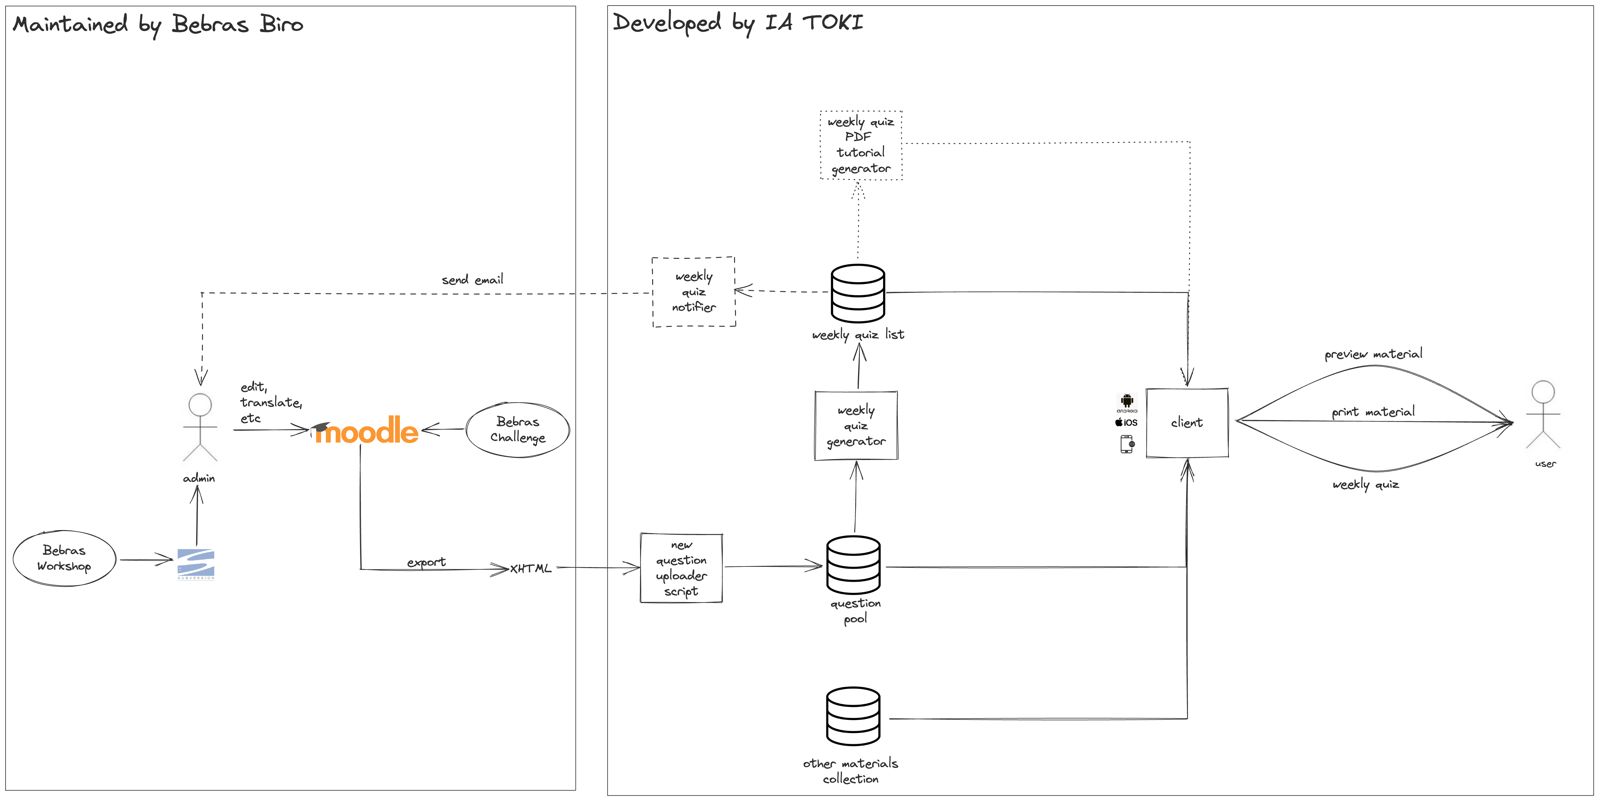 Maintained by Bebras Biro
Developed by IA TOKI
weekly quiz
PDF
tutorial
generator
send email
weekly
quiz
notifier
weekly quiz list
edit,
translate,
etc
moodle
Bebras
Challenge
admin
weekly
quiz
generator
ANDROID
iOS
client
preview material
print material
weekly quiz
user
Bebras
Workshop
SUBVERSION
export
XHTML
new
question
uploader
script
question
pool
other materials
collection